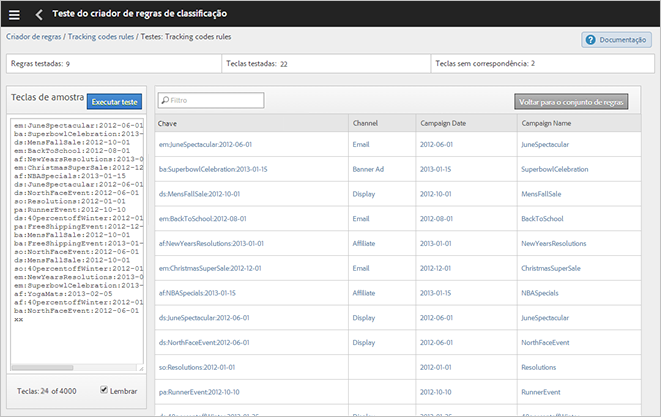 Teste do criador de regras de classificação
Criador de regras / Tracking codes rules / Testes: Tracking codes rules
Documentação
Regras testadas: 9
Teclas testadas: 22
Teclas sem correspondência: 2
Teclas de amostra
Executar teste
em:JuneSpectacular:2012-06-01
ba:SuperbowlCelebration:2013-
ds:MensFallSale:2012-10-01
em:BackToSchool:2012-08-01
af:NewYearsResolutions:2013-0
em:ChristmasSuperSale:2012-12
af:NBASpecials:2013-01-15
ds:JuneSpectacular:2012-06-01
ds:NorthFaceEvent:2012-06-01
so:Resolutions:2012-01-01
pa:RunnerEvent:2012-10-10
ds:40percentoffWinter:2012-01
pa:FreeShippingEvent:2012-12-
ba:MensFallSale:2012-10-01
ba:FreeShippingEvent:2013-01-
so:NorthFaceEvent:2012-06-01
ds:MensFallSale:2012-10-01
so:40percentoffWinter:2012-01
em:NewYearsResolutions:2013-0
em:SuperbowlCelebration:2013-
af:YogaMats:2013-02-05
af:40percentoffWinter:2012-01
ba:NorthFaceEvent:2012-06-01
xx
Teclas: 24 of 4000
Lembrar
Filtro
Voltar para o conjunto de regras
Chave Channel Campaign Date Campaign Name
em:JuneSpectacular:2012-06-01 Email 2012-06-01 JuneSpectacular
ba:SuperbowlCelebration:2013-01-15 Banner Ad 2013-01-15 SuperbowlCelebration
ds:MensFallSale:2012-10-01 Display 2012-10-01 MensFallSale
em:BackToSchool:2012-08-01 Email 2012-08-01 BackToSchool
af:NewYearsResolutions:2013-01-01 Affiliate 2013-01-01 NewYearsResolutions
em:ChristmasSuperSale:2012-12-01 Email 2012-12-01 ChristmasSuperSale
af:NBASpecials:2013-01-15 Affiliate 2013-01-15 NBASpecials
ds:JuneSpectacular:2012-06-01 Display 2012-06-01 JuneSpectacular
ds:NorthFaceEvent:2012-06-01 Display 2012-06-01 NorthFaceEvent
so:Resolutions:2012-01-01 2012-01-01 Resolutions
pa:RunnerEvent:2012-10-10 2012-10-10 RunnerEvent